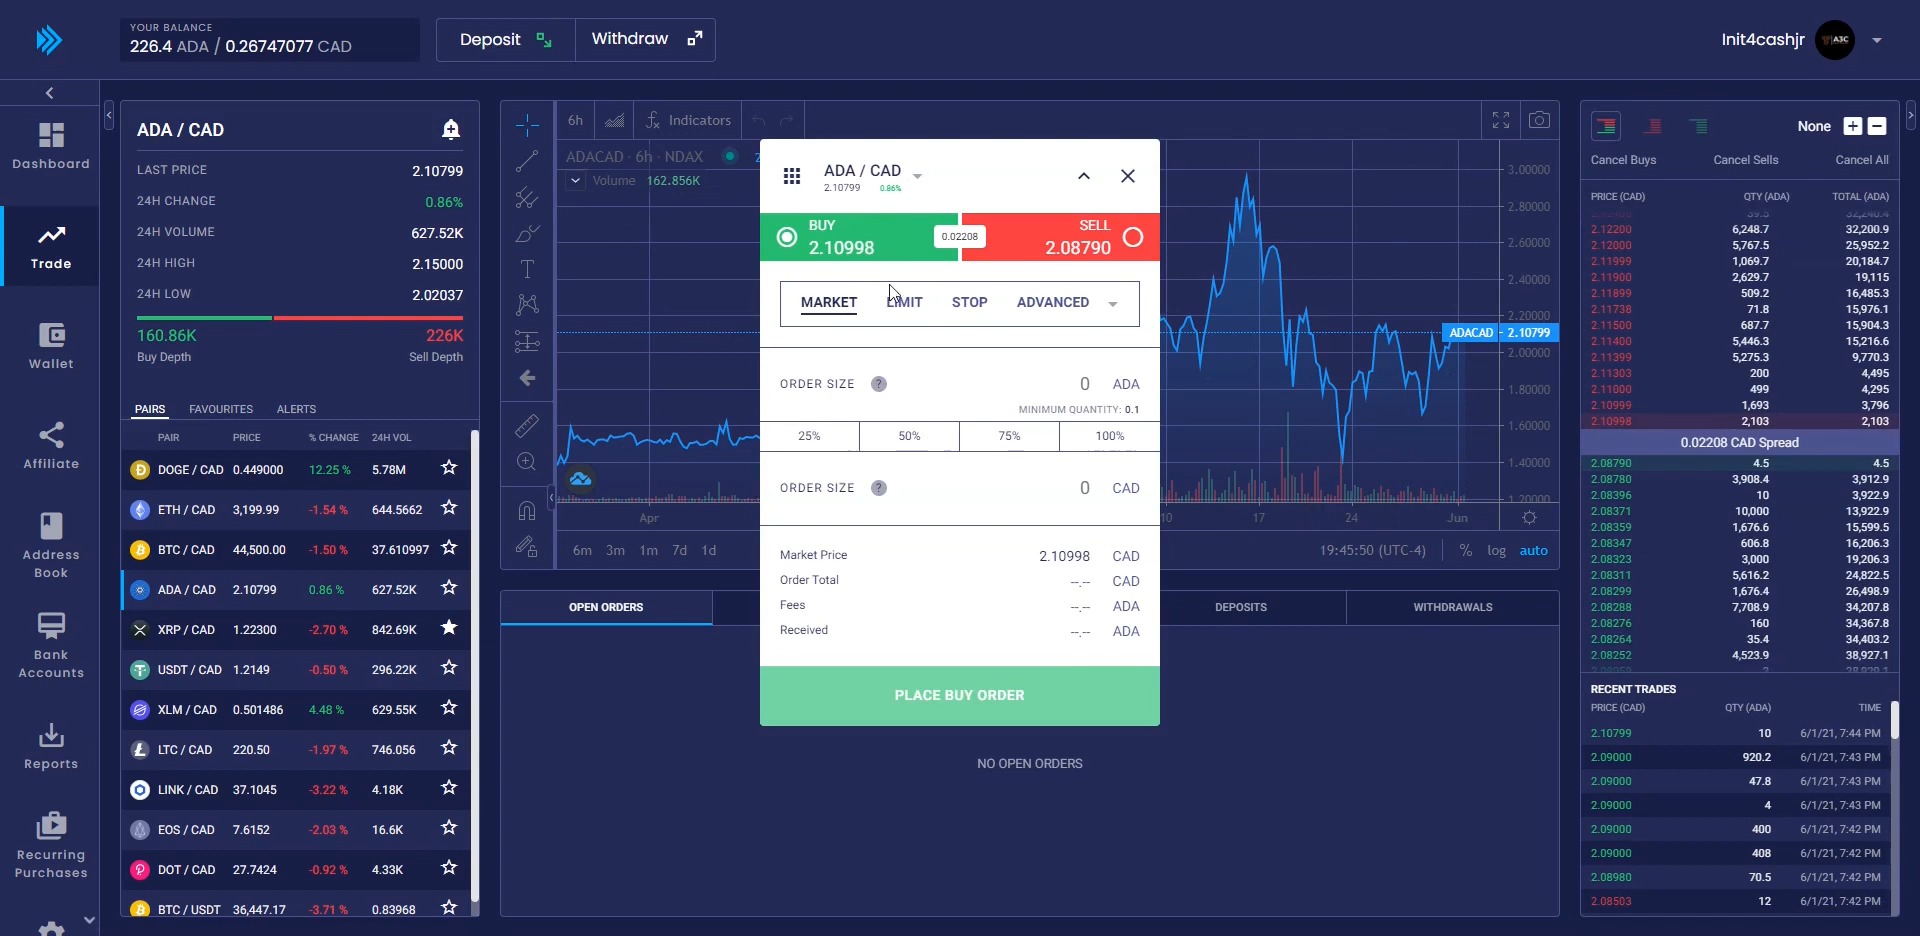 YOUR BALANCE
226.4 ADA / 0.26747077 CAD
Deposit
Withdraw
Init4cashjr
Dashboard
Trade
Wallet
Affiliate
Address
Book
Bank
Accounts
Reports
Recurring
Purchases
ADA / CAD
LAST PRICE 2.10799
24H CHANGE 0.86%
24H VOLUME 627.52K
24H HIGH 2.15000
24H LOW 2.02037
160.86K 226K
Buy Depth Sell Depth
PAIRS FAVOURITES ALERTS
PAIR PRICE % CHANGE 24H VOL
DOGE / CAD 0.449000 12.25 % 5.78M
ETH / CAD 3,199.99 -1.54 % 644.5662
BTC / CAD 44,500.00 -1.50 % 37.610997
ADA / CAD 2.10799 0.86 % 627.52K
XRP / CAD 1.22300 -2.70 % 842.69K
USDT / CAD 1.2149 -0.50 % 296.22K
XLM / CAD 0.501486 4.48 % 629.55K
LTC / CAD 220.50 -1.97 % 746.056
LINK / CAD 37.1045 -3.22 % 4.18K
EOS / CAD 7.6152 -2.03 % 16.6K
DOT / CAD 27.7424 -0.92 % 4.33K
BTC / USDT 36,447.17 -3.71 % 0.83968
6h Indicators
ADACAD · 6h · NDAX
Volume 162.856K
3.00000
2.80000
2.60000
2.40000
2.20000
ADACAD 2.10799
2.00000
1.80000
1.60000
1.40000
1.20000
Apr 10 17 24 Jun
6m 3m 1m 7d 1d 19:45:50 (UTC-4) % log auto
ADA / CAD
2.10799 0.86%
BUY
2.10998
0.02208
SELL
2.08790
MARKET LIMIT STOP ADVANCED
ORDER SIZE ? 0 ADA
MINIMUM QUANTITY: 0.1
25% 50% 75% 100%
ORDER SIZE ? 0 CAD
Market Price 2.10998 CAD
Order Total --.-- CAD
Fees --.-- ADA
Received --.-- ADA
PLACE BUY ORDER
OPEN ORDERS DEPOSITS WITHDRAWALS
NO OPEN ORDERS
None
Cancel Buys Cancel Sells Cancel All
PRICE (CAD) QTY (ADA) TOTAL (ADA)
2.12200 6,248.7 32,200.9
2.12000 5,767.5 25,952.2
2.11999 1,069.7 20,184.7
2.11900 2,629.7 19,115
2.11899 509.2 16,485.3
2.11738 71.8 15,976.1
2.11500 687.7 15,904.3
2.11400 5,446.3 15,216.6
2.11399 5,275.3 9,770.3
2.11303 200 4,495
2.11000 499 4,295
2.10999 1,693 3,796
2.10998 2,103 2,103
0.02208 CAD Spread
2.08790 4.5 4.5
2.08780 3,908.4 3,912.9
2.08396 10 3,922.9
2.08371 10,000 13,922.9
2.08359 1,676.6 15,599.5
2.08347 606.8 16,206.3
2.08323 3,000 19,206.3
2.08311 5,616.2 24,822.5
2.08299 1,676.4 26,498.9
2.08288 7,708.9 34,207.8
2.08276 160 34,367.8
2.08264 35.4 34,403.2
2.08252 4,523.9 38,927.1
RECENT TRADES
PRICE (CAD) QTY (ADA) TIME
2.10799 10 6/1/21, 7:44 PM
2.09000 920.2 6/1/21, 7:43 PM
2.09000 47.8 6/1/21, 7:43 PM
2.09000 4 6/1/21, 7:43 PM
2.09000 400 6/1/21, 7:42 PM
2.09000 408 6/1/21, 7:42 PM
2.08980 70.5 6/1/21, 7:42 PM
2.08503 12 6/1/21, 7:42 PM